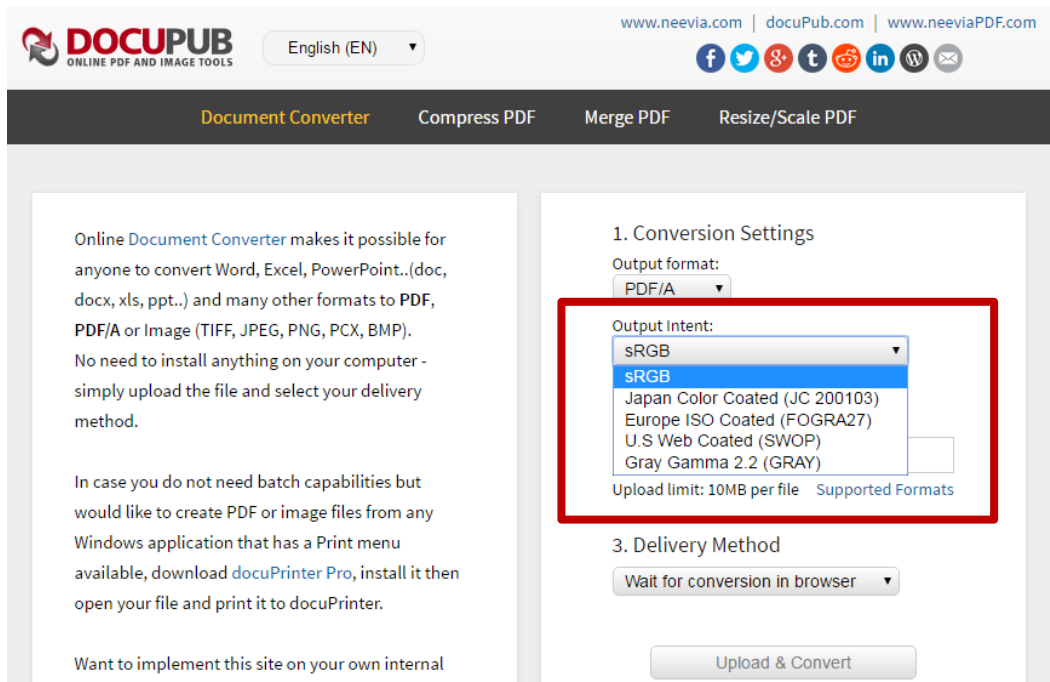 www.neevia.com | docuPub.com | www.neeviaPDF.com
DOCUPUB
ONLINE PDF AND IMAGE TOOLS
English (EN)
Document Converter Compress PDF Merge PDF Resize/Scale PDF
Online Document Converter makes it possible for
anyone to convert Word, Excel, PowerPoint..(doc,
docx, xls, ppt..) and many other formats to PDF,
PDF/A or Image (TIFF, JPEG, PNG, PCX, BMP).
No need to install anything on your computer -
simply upload the file and select your delivery
method.
In case you do not need batch capabilities but
would like to create PDF or image files from any
Windows application that has a Print menu
available, download docuPrinter Pro, install it then
open your file and print it to docuPrinter.
Want to implement this site on your own internal
1. Conversion Settings
Output format:
PDF/A
Output Intent:
sRGB
sRGB
Japan Color Coated (JC 200103)
Europe ISO Coated (FOGRA27)
U.S Web Coated (SWOP)
Gray Gamma 2.2 (GRAY)
Upload limit: 10MB per file Supported Formats
3. Delivery Method
Wait for conversion in browser
Upload & Convert